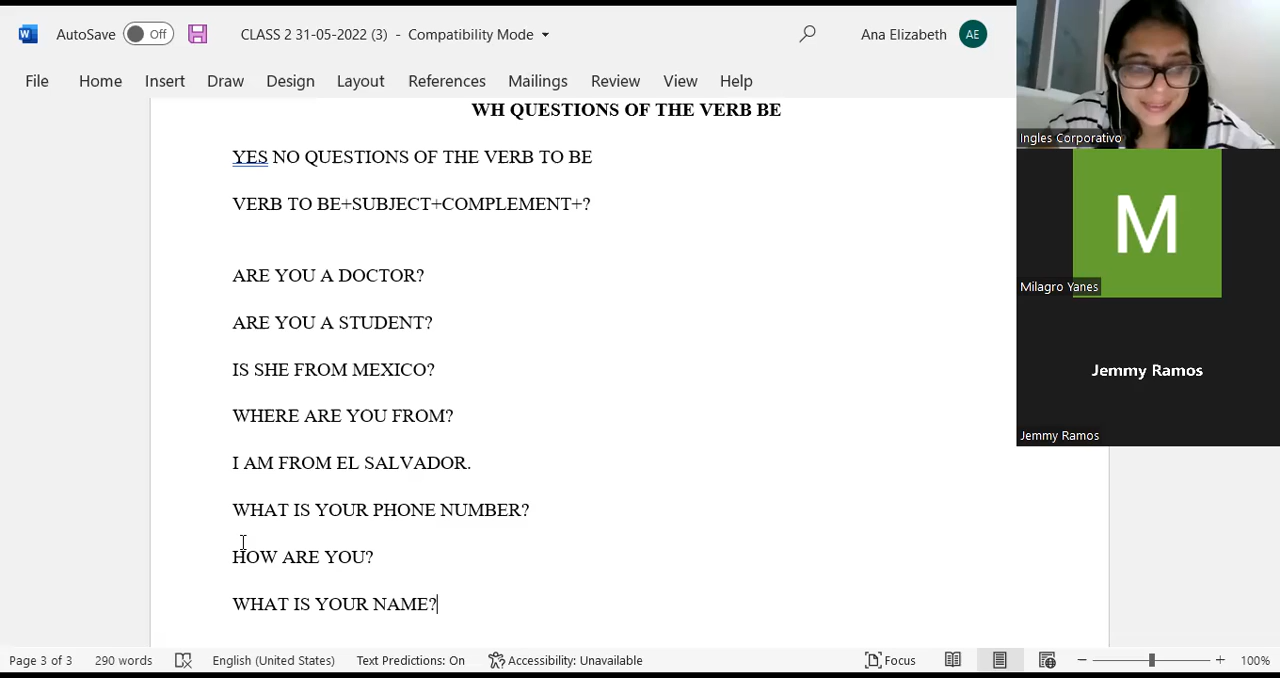 AutoSave Off CLASS 2 31-05-2022 (3) - Compatibility Mode Ana Elizabeth AE
File Home Insert Draw Design Layout References Mailings Review View Help
WH QUESTIONS OF THE VERB BE
YES NO QUESTIONS OF THE VERB TO BE
VERB TO BE+SUBJECT+COMPLEMENT+?
ARE YOU A DOCTOR?
ARE YOU A STUDENT?
IS SHE FROM MEXICO?
WHERE ARE YOU FROM?
I AM FROM EL SALVADOR.
WHAT IS YOUR PHONE NUMBER?
HOW ARE YOU?
WHAT IS YOUR NAME?
Page 3 of 3 290 words English (United States) Text Predictions: On Accessibility: Unavailable Focus 100%
Ingles Corporativo
M
Milagro Yanes
Jemmy Ramos
Jemmy Ramos